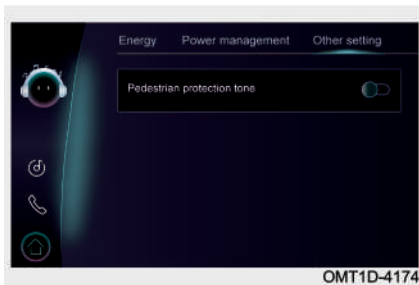 Energy Power management Other setting
Pedestrian protection tone
OMT1D-4174